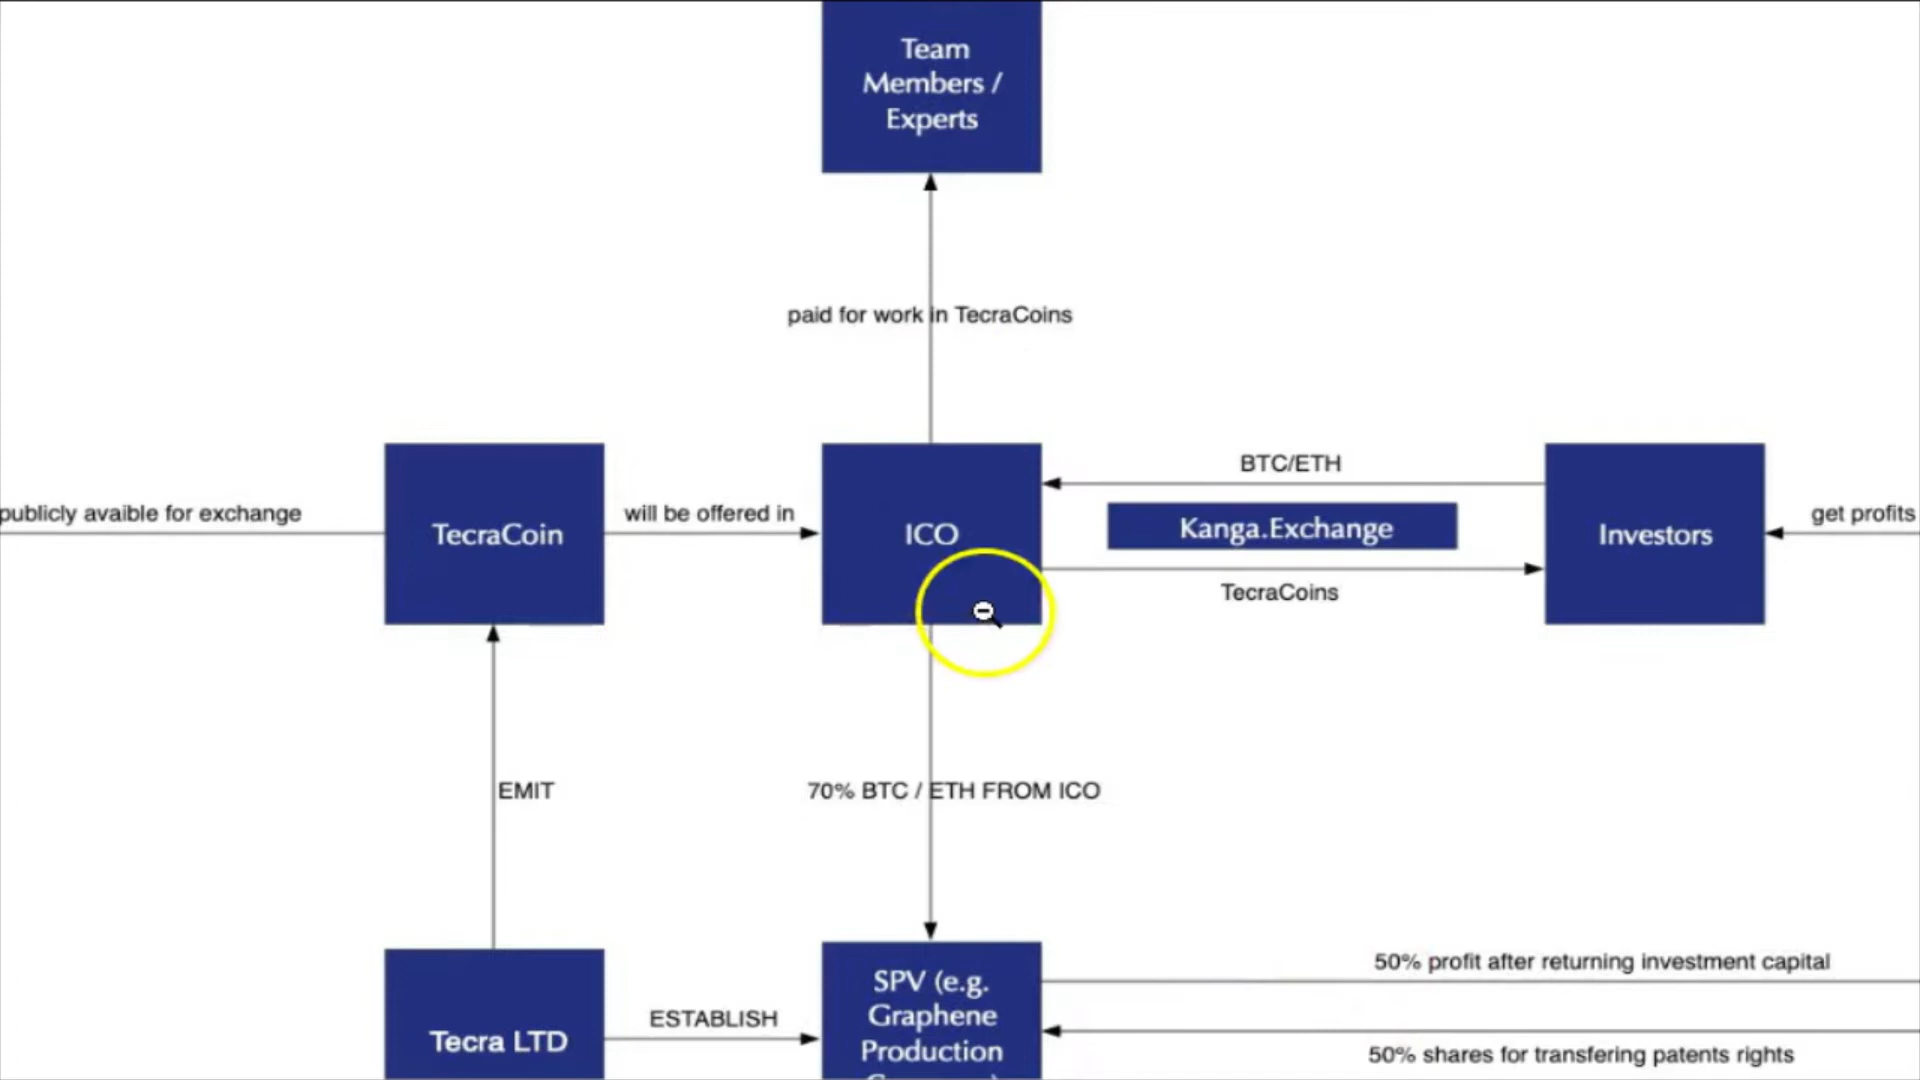 Team
Members /
Experts
paid for work in TecraCoins
publicly avaible for exchange
TecraCoin
will be offered in
ICO
BTC/ETH
Kanga.Exchange
TecraCoins
Investors
get profits
EMIT
70% BTC / ETH FROM ICO
Tecra LTD
ESTABLISH
SPV (e.g.
Graphene
Production
50% profit after returning investment capital
50% shares for transfering patents rights